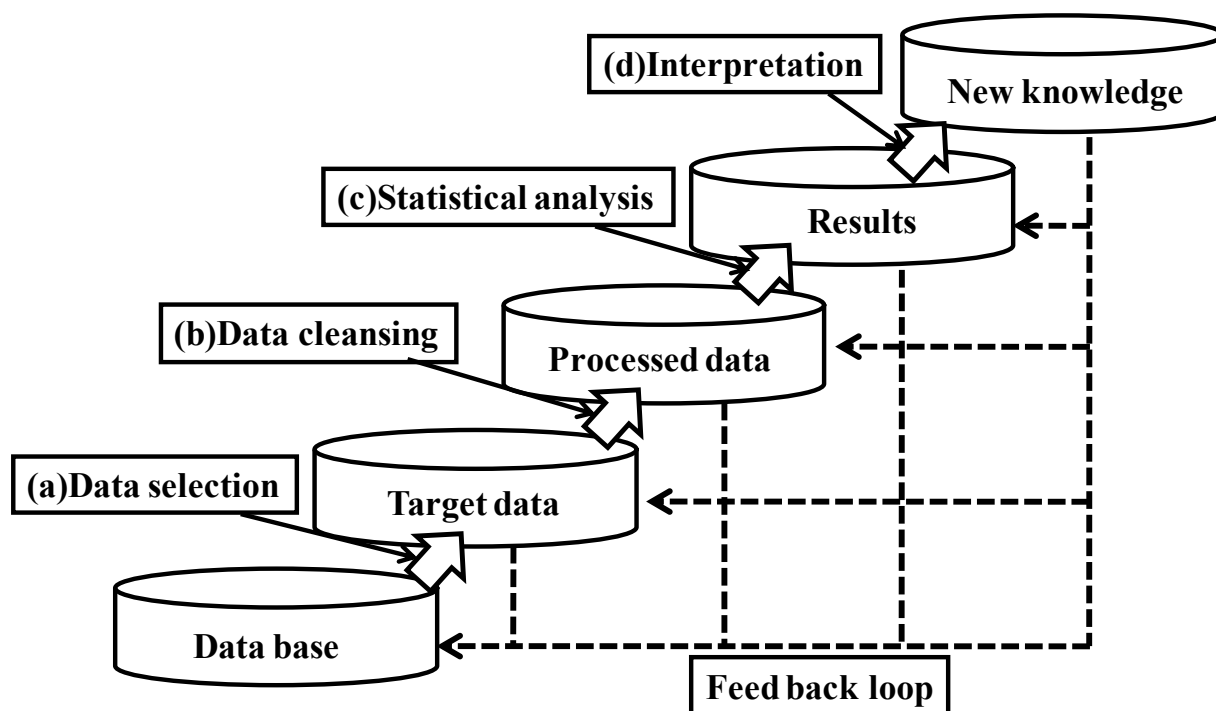 (d)Interpretation
New knowledge
(c)Statistical analysis
Results
(b)Data cleansing
Processed data
(a)Data selection
Target data
Data base
Feed back loop